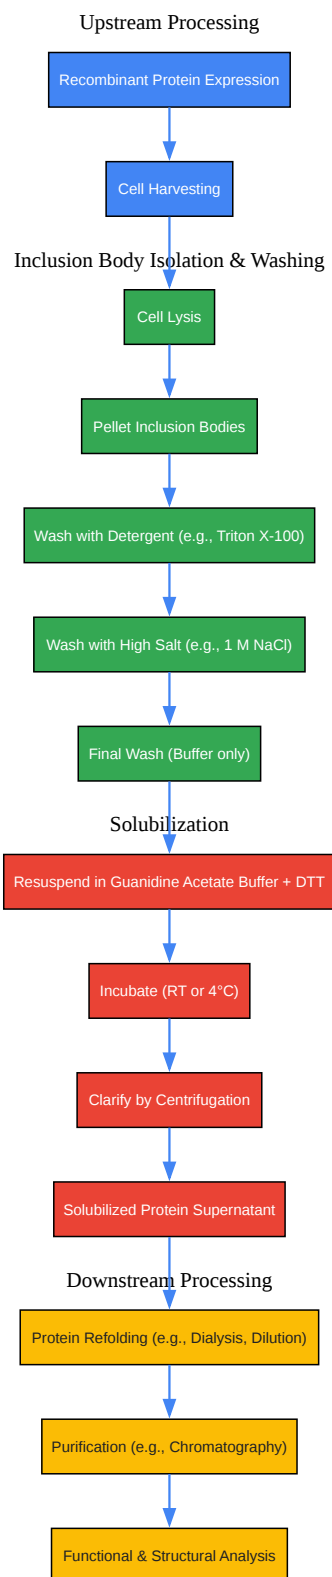 Upstream Processing
Recombinant Protein Expression
Cell Harvesting
Inclusion Body Isolation & Washing
Cell Lysis
Pellet Inclusion Bodies
Wash with Detergent (e.g., Triton X-100)
Wash with High Salt (e.g., 1 M NaCl)
Final Wash (Buffer only)
Solubilization
Resuspend in Guanidine Acetate Buffer + DTT
Incubate (RT or 4°C)
Clarify by Centrifugation
Solubilized Protein Supernatant
Downstream Processing
Protein Refolding (e.g., Dialysis, Dilution)
Purification (e.g., Chromatography)
Functional & Structural Analysis